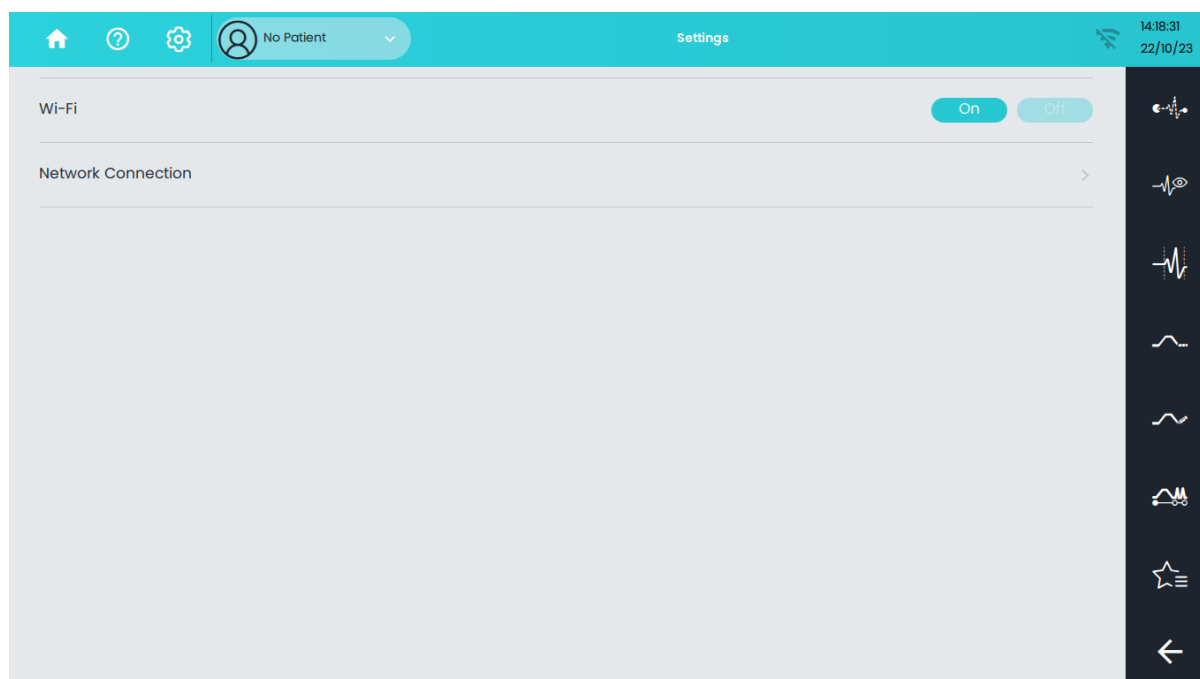 No Patient
Settings
14:18:31
22/10/23
Wi-Fi
On
Off
Network Connection